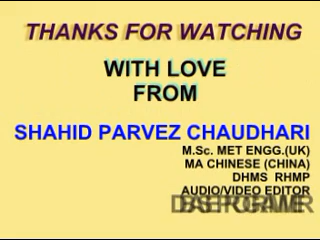 THANKS FOR WATCHING
WITH LOVE
FROM
SHAHID PARVEZ CHAUDHARI
M.Sc. MET ENGG.(UK)
MA CHINESE (CHINA)
DHMS RHMP
AUDIO/VIDEO EDITOR